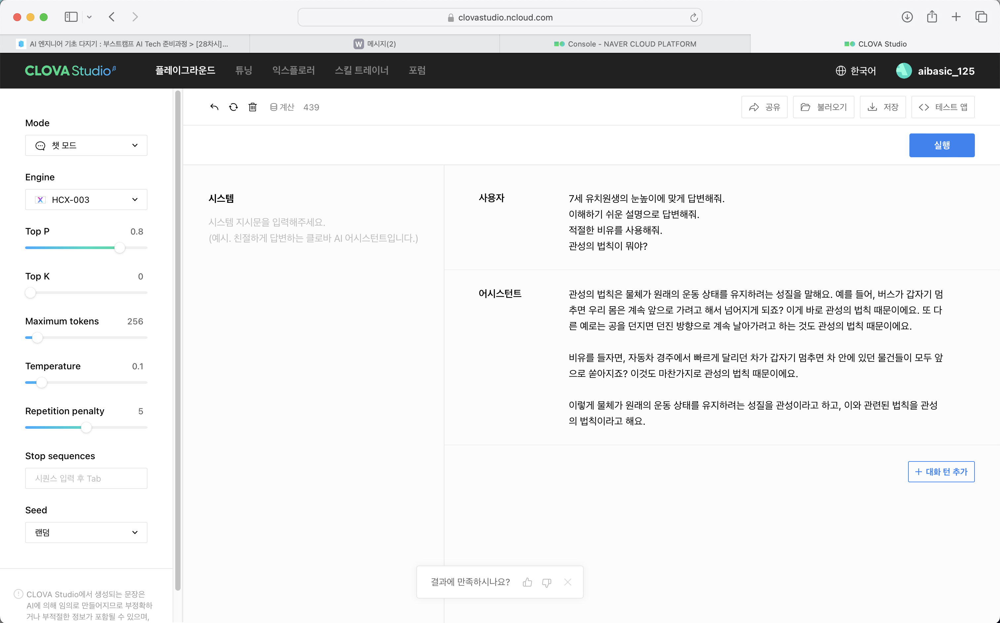 clovastudio.ncloud.com
AI 엔지니어 기초 다지기 : 부스트캠프 AI Tech 준비과정 > [28차시]...
W 메시지(2)
Console - NAVER CLOUD PLATFORM
CLOVA Studio
CLOVA Studio β
플레이그라운드
튜닝
익스플로러
스킬 트레이너
포럼
한국어
aibasic_125
계산 439
공유
불러오기
저장
테스트 앱
실행
Mode
챗 모드
Engine
X HCX-003
Top P 0.8
Top K 0
Maximum tokens 256
Temperature 0.1
Repetition penalty 5
Stop sequences
시퀀스 입력 후 Tab
Seed
랜덤
CLOVA Studio에서 생성되는 문장은
AI에 의해 임의로 만들어지므로 부정확하
거나 부적절한 정보가 포함될 수 있으며,
시스템
시스템 지시문을 입력해주세요.
(예시. 친절하게 답변하는 클로바 AI 어시스턴트입니다.)
사용자
7세 유치원생의 눈높이에 맞게 답변해줘.
이해하기 쉬운 설명으로 답변해줘.
적절한 비유를 사용해줘.
관성의 법칙이 뭐야?
어시스턴트
관성의 법칙은 물체가 원래의 운동 상태를 유지하려는 성질을 말해요. 예를 들어, 버스가 갑자기 멈
추면 우리 몸은 계속 앞으로 가려고 해서 넘어지게 되죠? 이게 바로 관성의 법칙 때문이에요. 또 다
른 예로는 공을 던지면 던진 방향으로 계속 날아가려고 하는 것도 관성의 법칙 때문이에요.
비유를 들자면, 자동차 경주에서 빠르게 달리던 차가 갑자기 멈추면 차 안에 있던 물건들이 모두 앞
으로 쏟아지죠? 이것도 마찬가지로 관성의 법칙 때문이에요.
이렇게 물체가 원래의 운동 상태를 유지하려는 성질을 관성이라고 하고, 이와 관련된 법칙을 관성
의 법칙이라고 해요.
+ 대화 턴 추가
결과에 만족하시나요?